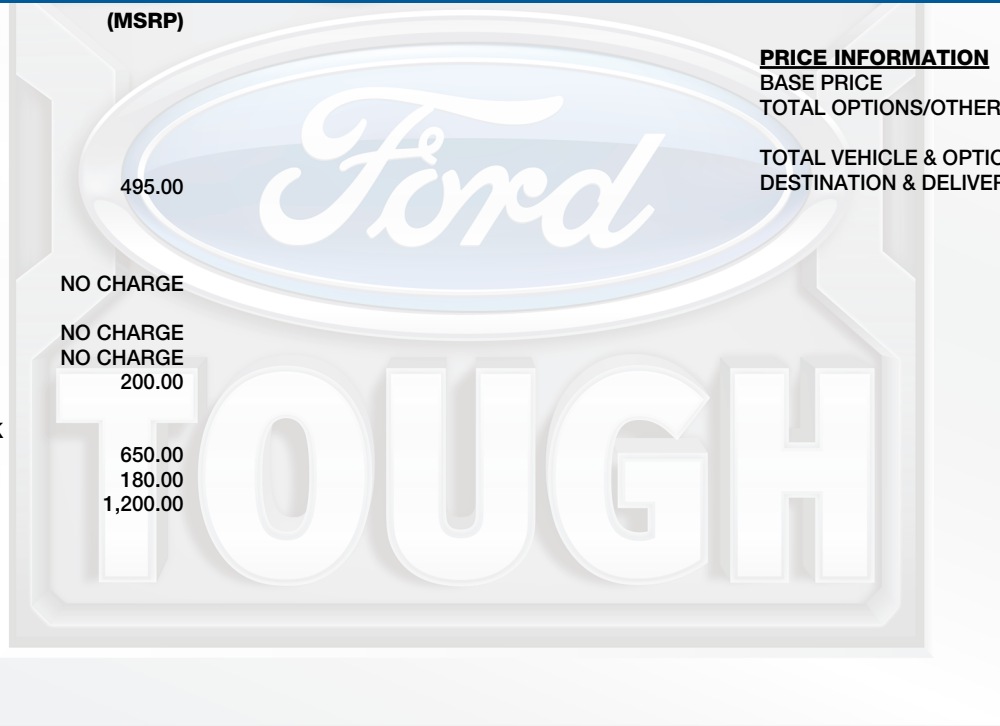 (MSRP)
495.00
NO CHARGE
NO CHARGE
NO CHARGE
200.00
650.00
180.00
1,200.00
PRICE INFORMATION
BASE PRICE
TOTAL OPTIONS/OTHER
TOTAL VEHICLE & OPTIO
DESTINATION & DELIVER
Ford
TOUGH